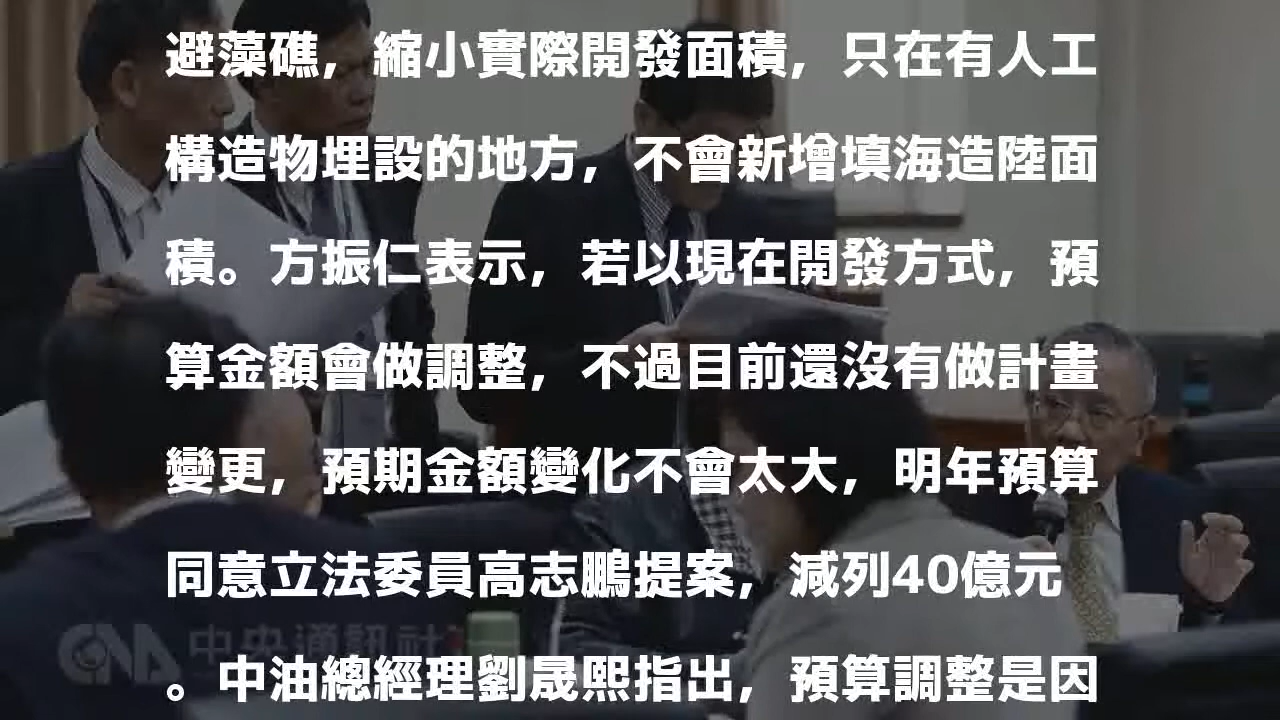 避藻礁，縮小實際開發面積，只在有人工
構造物埋設的地方，不會新增填海造陸面
積。方振仁表示，若以現在開發方式，預
算金額會做調整，不過目前還沒有做計畫
變更，預期金額變化不會太大，明年預算
同意立法委員高志鵬提案，減列40億元
CNA 中央通訊社
。中油總經理劉晟熙指出，預算調整是因